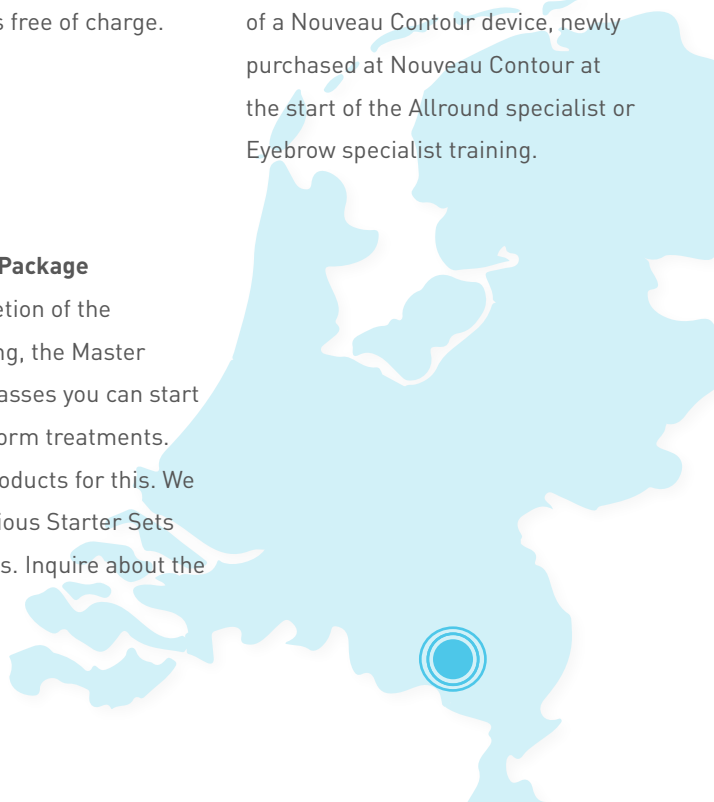 s free of charge.
Package
etion of the
ng, the Master
asses you can start
orm treatments.
oducts for this. We
ious Starter Sets
s. Inquire about the
of a Nouveau Contour device, newly
purchased at Nouveau Contour at
the start of the Allround specialist or
Eyebrow specialist training.